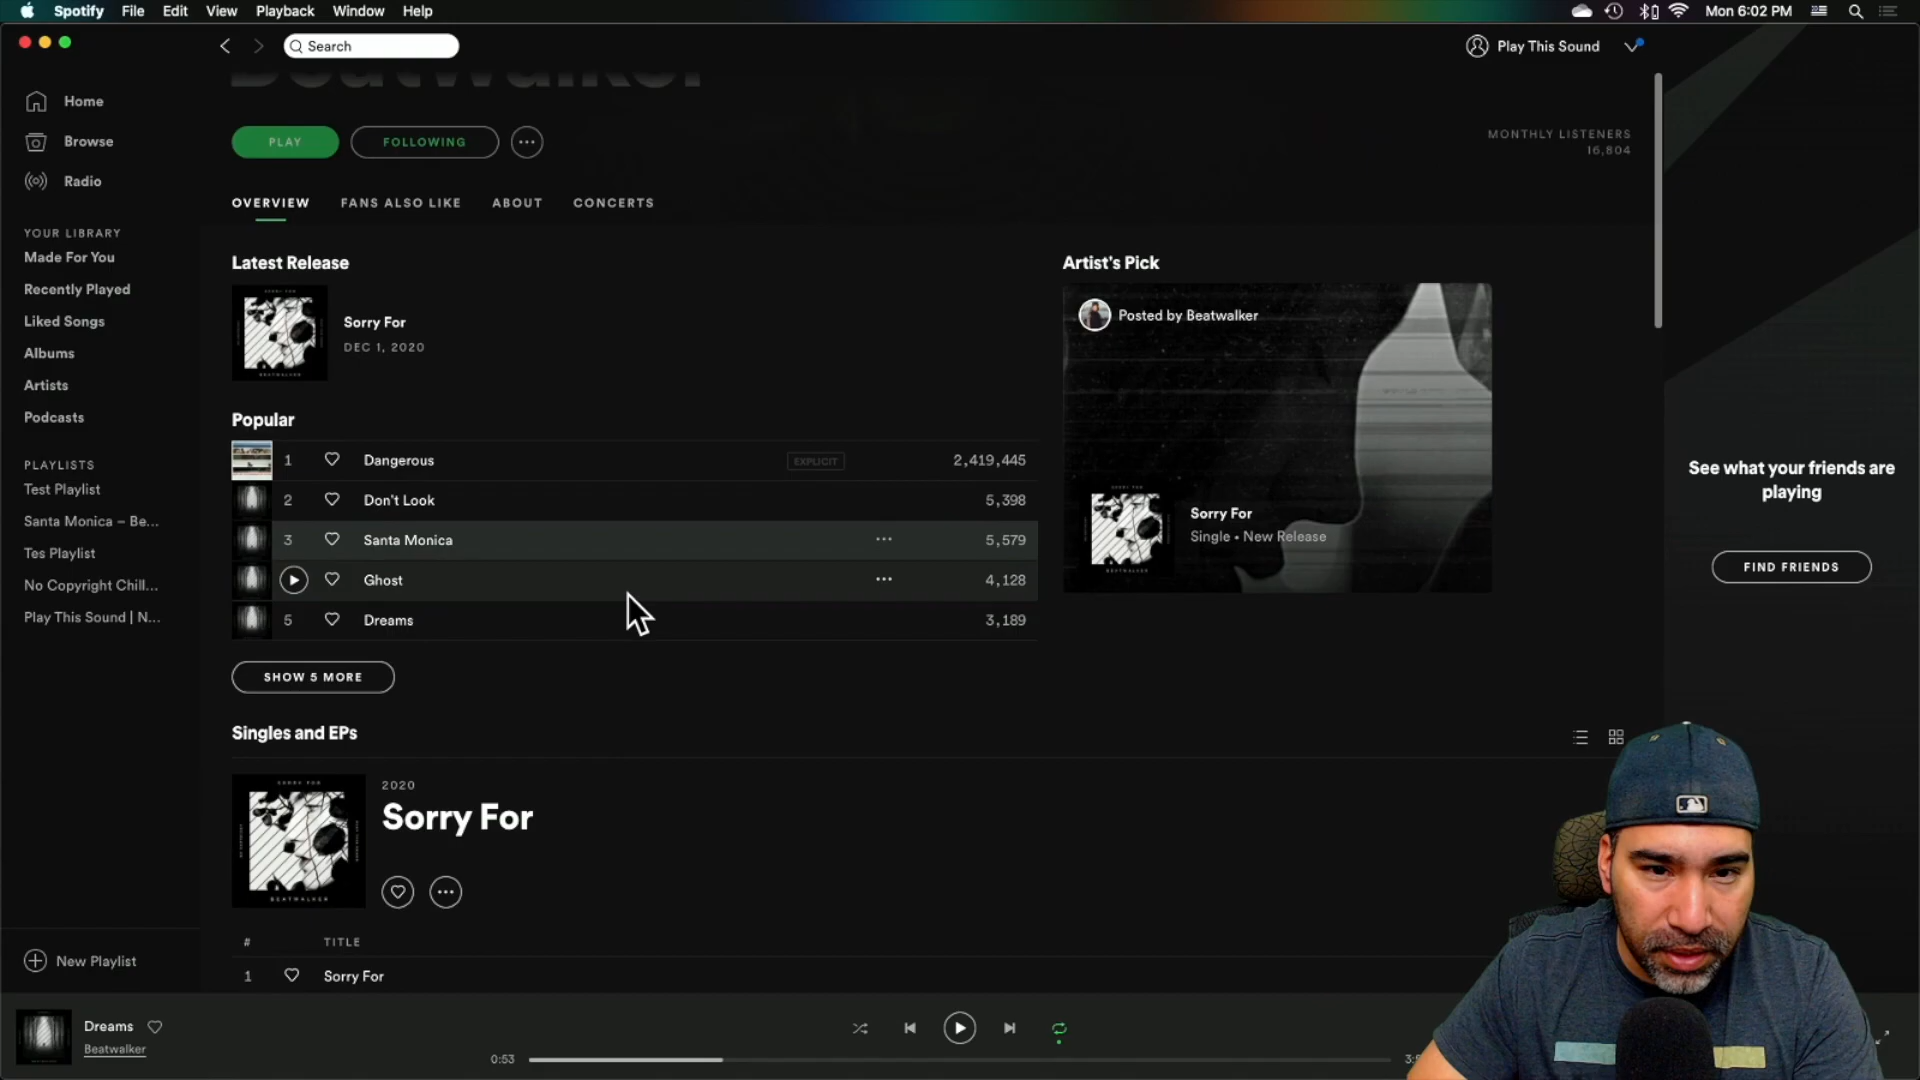 Spotify File Edit View Playback Window Help
Mon 6:02 PM
Search
Play This Sound
Beatwalker
Home
Browse
Radio
YOUR LIBRARY
Made For You
Recently Played
Liked Songs
Albums
Artists
Podcasts
PLAYLISTS
Test Playlist
Santa Monica – Be...
Tes Playlist
No Copyright Chill...
Play This Sound | N...
New Playlist
PLAY
FOLLOWING
MONTHLY LISTENERS
16,804
OVERVIEW FANS ALSO LIKE ABOUT CONCERTS
Latest Release
Sorry For
DEC 1, 2020
Popular
1 Dangerous EXPLICIT 2,419,445
2 Don't Look 5,398
3 Santa Monica 5,579
Ghost 4,128
5 Dreams 3,189
SHOW 5 MORE
Artist's Pick
Posted by Beatwalker
SORRY FOR
Sorry For
Single • New Release
See what your friends are
playing
FIND FRIENDS
Singles and EPs
SORRY FOR
BEATWALKER
2020
Sorry For
# TITLE
1 Sorry For
Dreams
Beatwalker
0:53